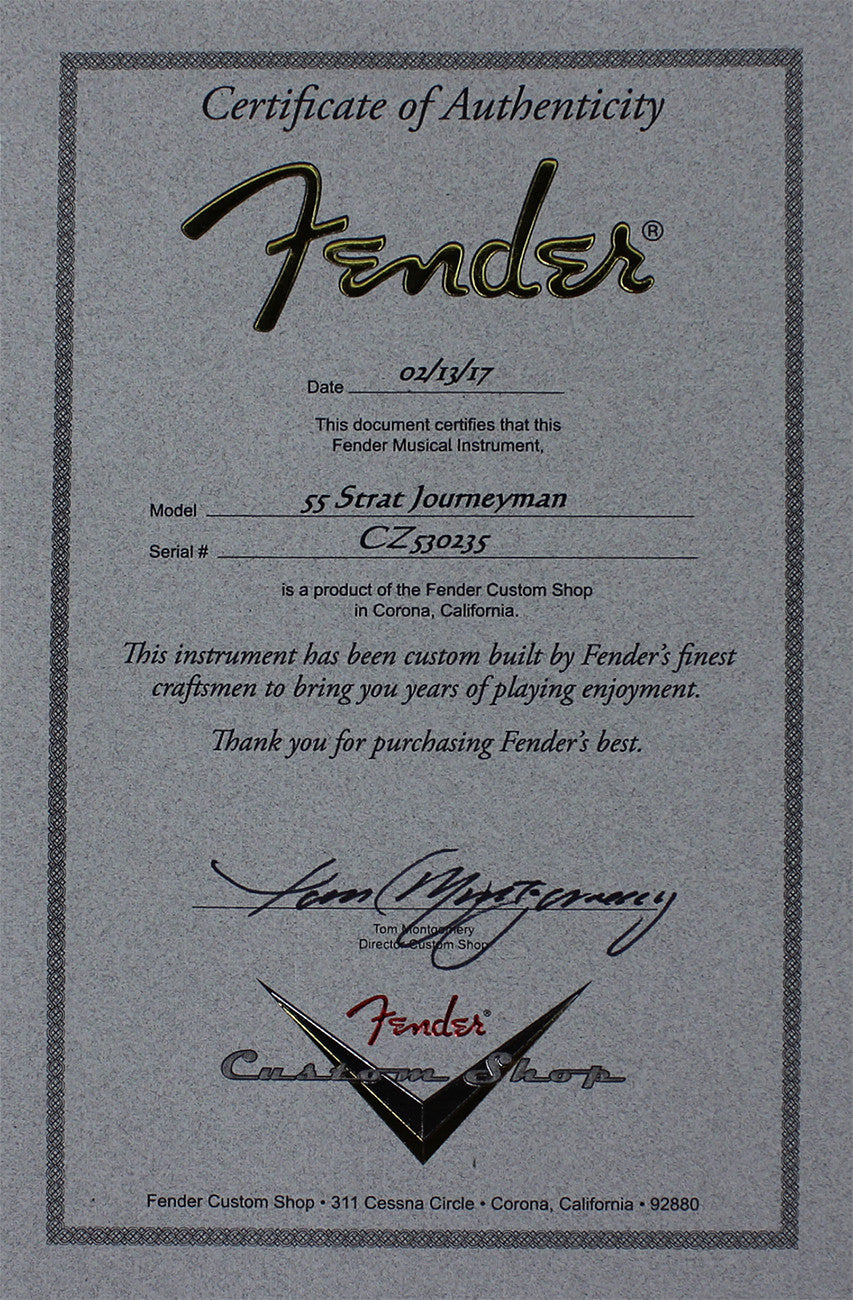 Certificate of Authenticity
Fender®
Date 02/13/17
This document certifies that this
Fender Musical Instrument,
Model 55 Strat Journeyman
Serial # CZ530235
is a product of the Fender Custom Shop
in Corona, California.
This instrument has been custom built by Fender's finest
craftsmen to bring you years of playing enjoyment.
Thank you for purchasing Fender's best.
Tom Montgomery
Tom Montgomery
Director Custom Shop
Fender®
Custom Shop
Fender Custom Shop • 311 Cessna Circle • Corona, California • 92880